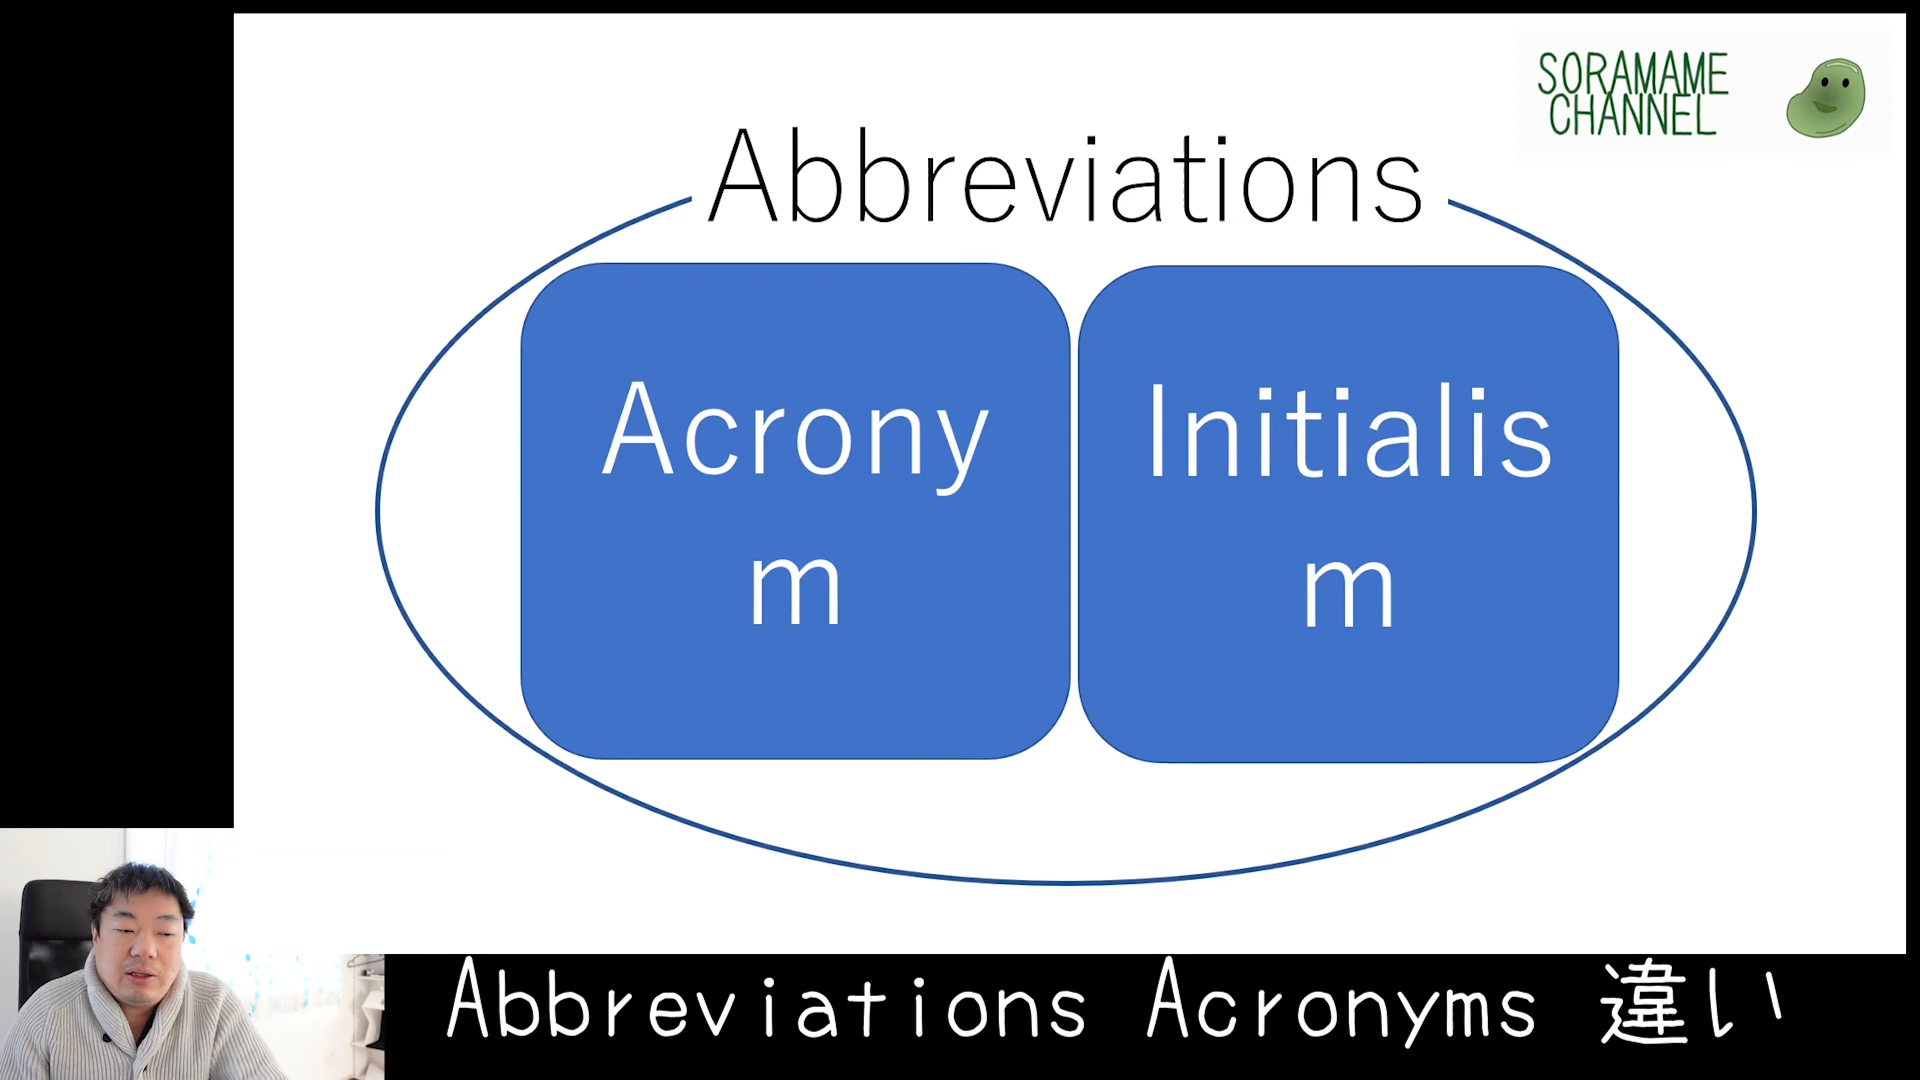 SORAMAME
CHANNEL
Abbreviations
Acrony
m
Initialis
m
Abbreviations Acronyms 違い